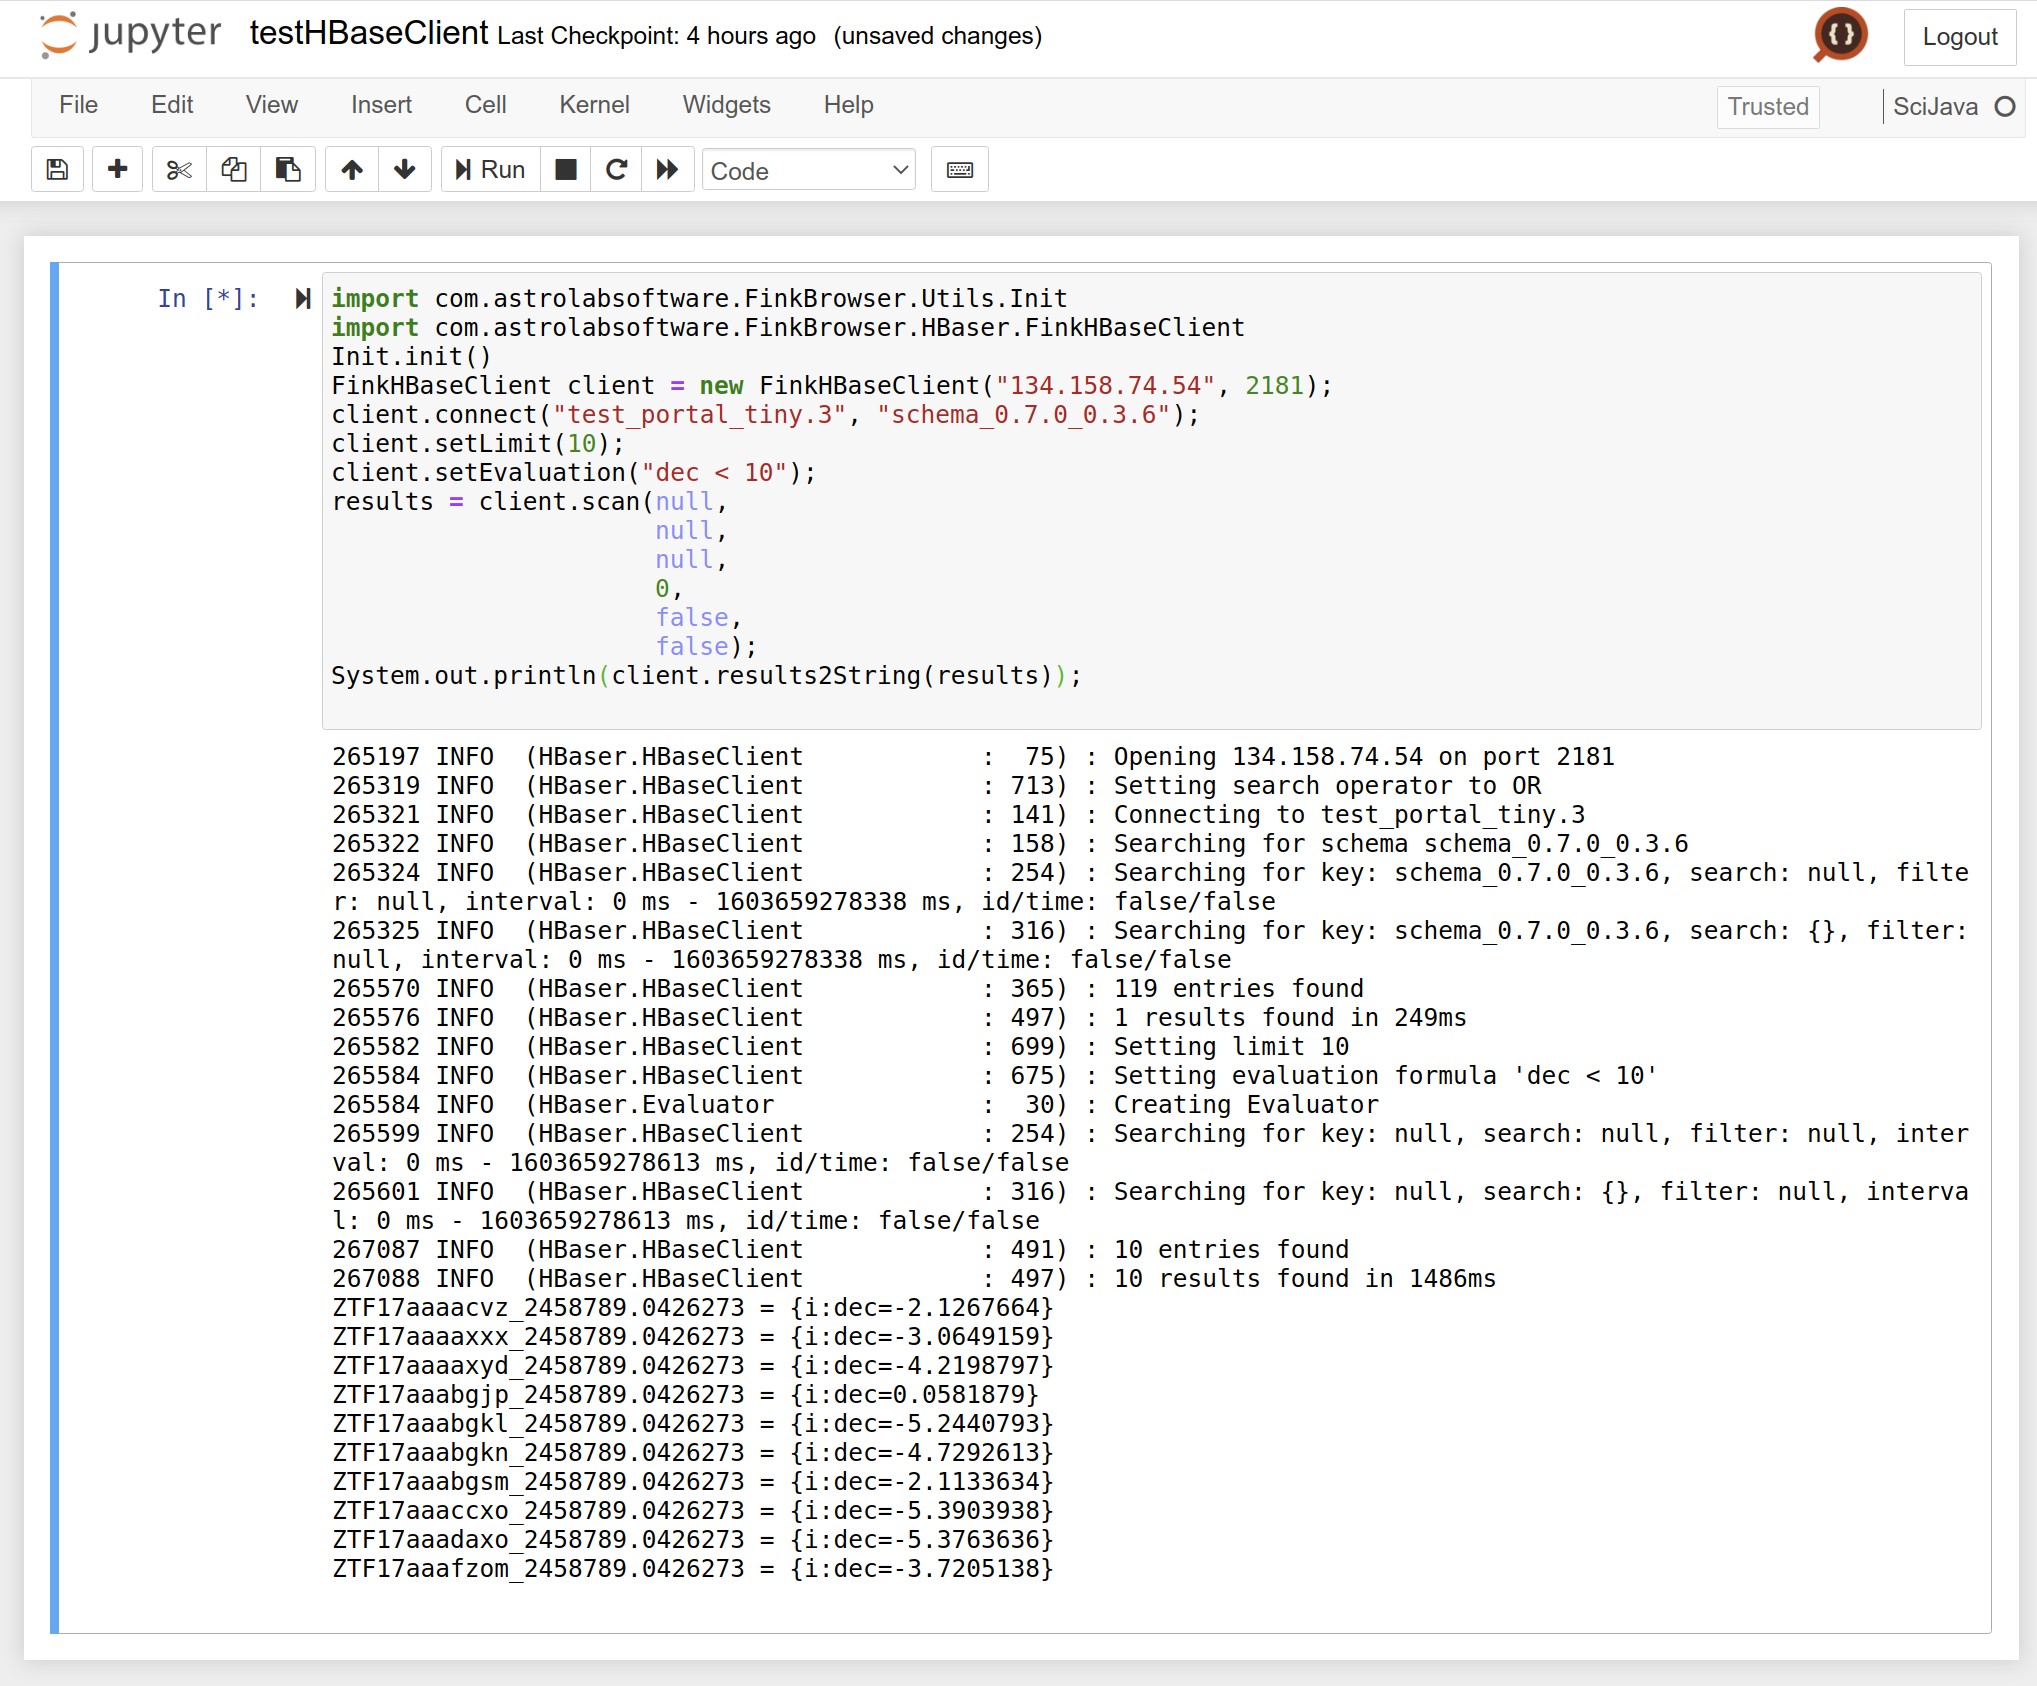 jupyter testHBaseClient Last Checkpoint: 4 hours ago (unsaved changes) Logout
File Edit View Insert Cell Kernel Widgets Help Trusted SciJava
Run Code
In [*]:
import com.astrolabsoftware.FinkBrowser.Utils.Init
import com.astrolabsoftware.FinkBrowser.HBaser.FinkHBaseClient
Init.init()
FinkHBaseClient client = new FinkHBaseClient("134.158.74.54", 2181);
client.connect("test_portal_tiny.3", "schema_0.7.0_0.3.6");
client.setLimit(10);
client.setEvaluation("dec < 10");
results = client.scan(null,
null,
null,
0,
false,
false);
System.out.println(client.results2String(results));
265197 INFO  (HBaser.HBaseClient            :  75) : Opening 134.158.74.54 on port 2181
265319 INFO  (HBaser.HBaseClient            : 713) : Setting search operator to OR
265321 INFO  (HBaser.HBaseClient            : 141) : Connecting to test_portal_tiny.3
265322 INFO  (HBaser.HBaseClient            : 158) : Searching for schema schema_0.7.0_0.3.6
265324 INFO  (HBaser.HBaseClient            : 254) : Searching for key: schema_0.7.0_0.3.6, search: null, filte
r: null, interval: 0 ms - 1603659278338 ms, id/time: false/false
265325 INFO  (HBaser.HBaseClient            : 316) : Searching for key: schema_0.7.0_0.3.6, search: {}, filter:
null, interval: 0 ms - 1603659278338 ms, id/time: false/false
265570 INFO  (HBaser.HBaseClient            : 365) : 119 entries found
265576 INFO  (HBaser.HBaseClient            : 497) : 1 results found in 249ms
265582 INFO  (HBaser.HBaseClient            : 699) : Setting limit 10
265584 INFO  (HBaser.HBaseClient            : 675) : Setting evaluation formula 'dec < 10'
265584 INFO  (HBaser.Evaluator              :  30) : Creating Evaluator
265599 INFO  (HBaser.HBaseClient            : 254) : Searching for key: null, search: null, filter: null, inter
val: 0 ms - 1603659278613 ms, id/time: false/false
265601 INFO  (HBaser.HBaseClient            : 316) : Searching for key: null, search: {}, filter: null, interva
l: 0 ms - 1603659278613 ms, id/time: false/false
267087 INFO  (HBaser.HBaseClient            : 491) : 10 entries found
267088 INFO  (HBaser.HBaseClient            : 497) : 10 results found in 1486ms
ZTF17aaaacvz_2458789.0426273 = {i:dec=-2.1267664}
ZTF17aaaaxxx_2458789.0426273 = {i:dec=-3.0649159}
ZTF17aaaaxyd_2458789.0426273 = {i:dec=-4.2198797}
ZTF17aaabgjp_2458789.0426273 = {i:dec=0.0581879}
ZTF17aaabgkl_2458789.0426273 = {i:dec=-5.2440793}
ZTF17aaabgkn_2458789.0426273 = {i:dec=-4.7292613}
ZTF17aaabgsm_2458789.0426273 = {i:dec=-2.1133634}
ZTF17aaaccxo_2458789.0426273 = {i:dec=-5.3903938}
ZTF17aaadaxo_2458789.0426273 = {i:dec=-5.3763636}
ZTF17aaafzom_2458789.0426273 = {i:dec=-3.7205138}